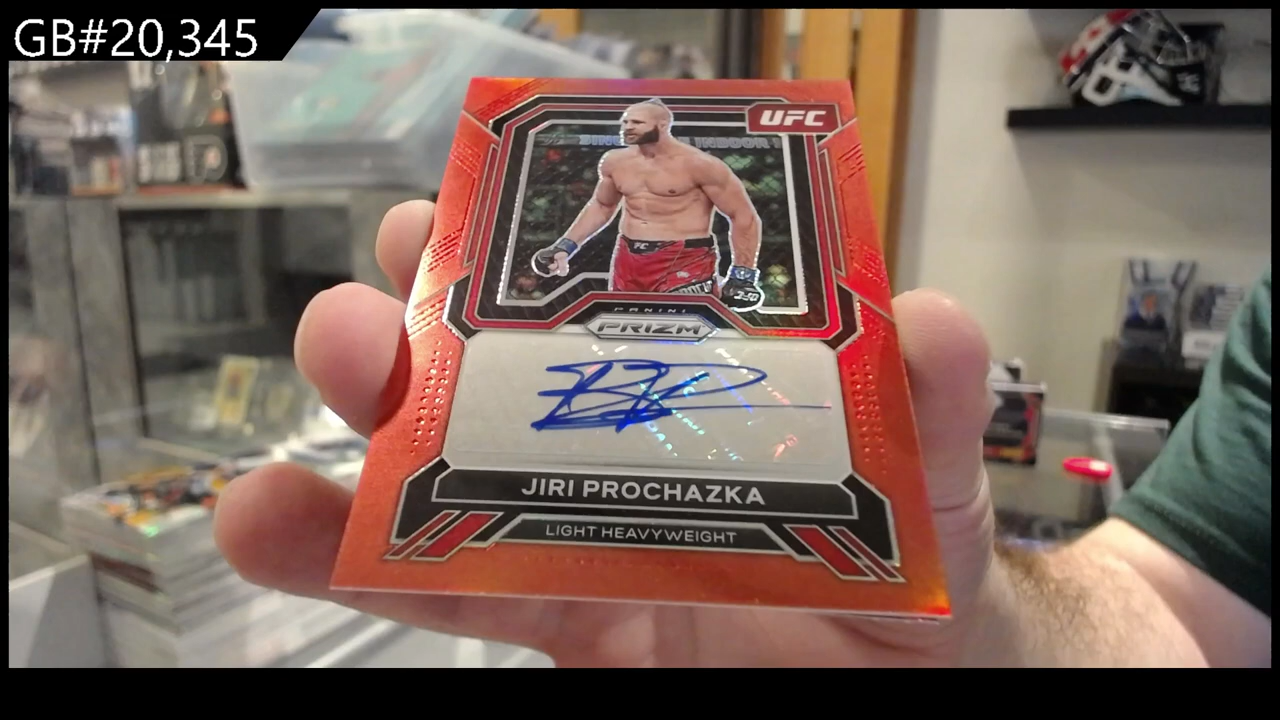 GB#20,345
UFC
PANINI
PRIZM
JIRI PROCHAZKA
LIGHT HEAVYWEIGHT